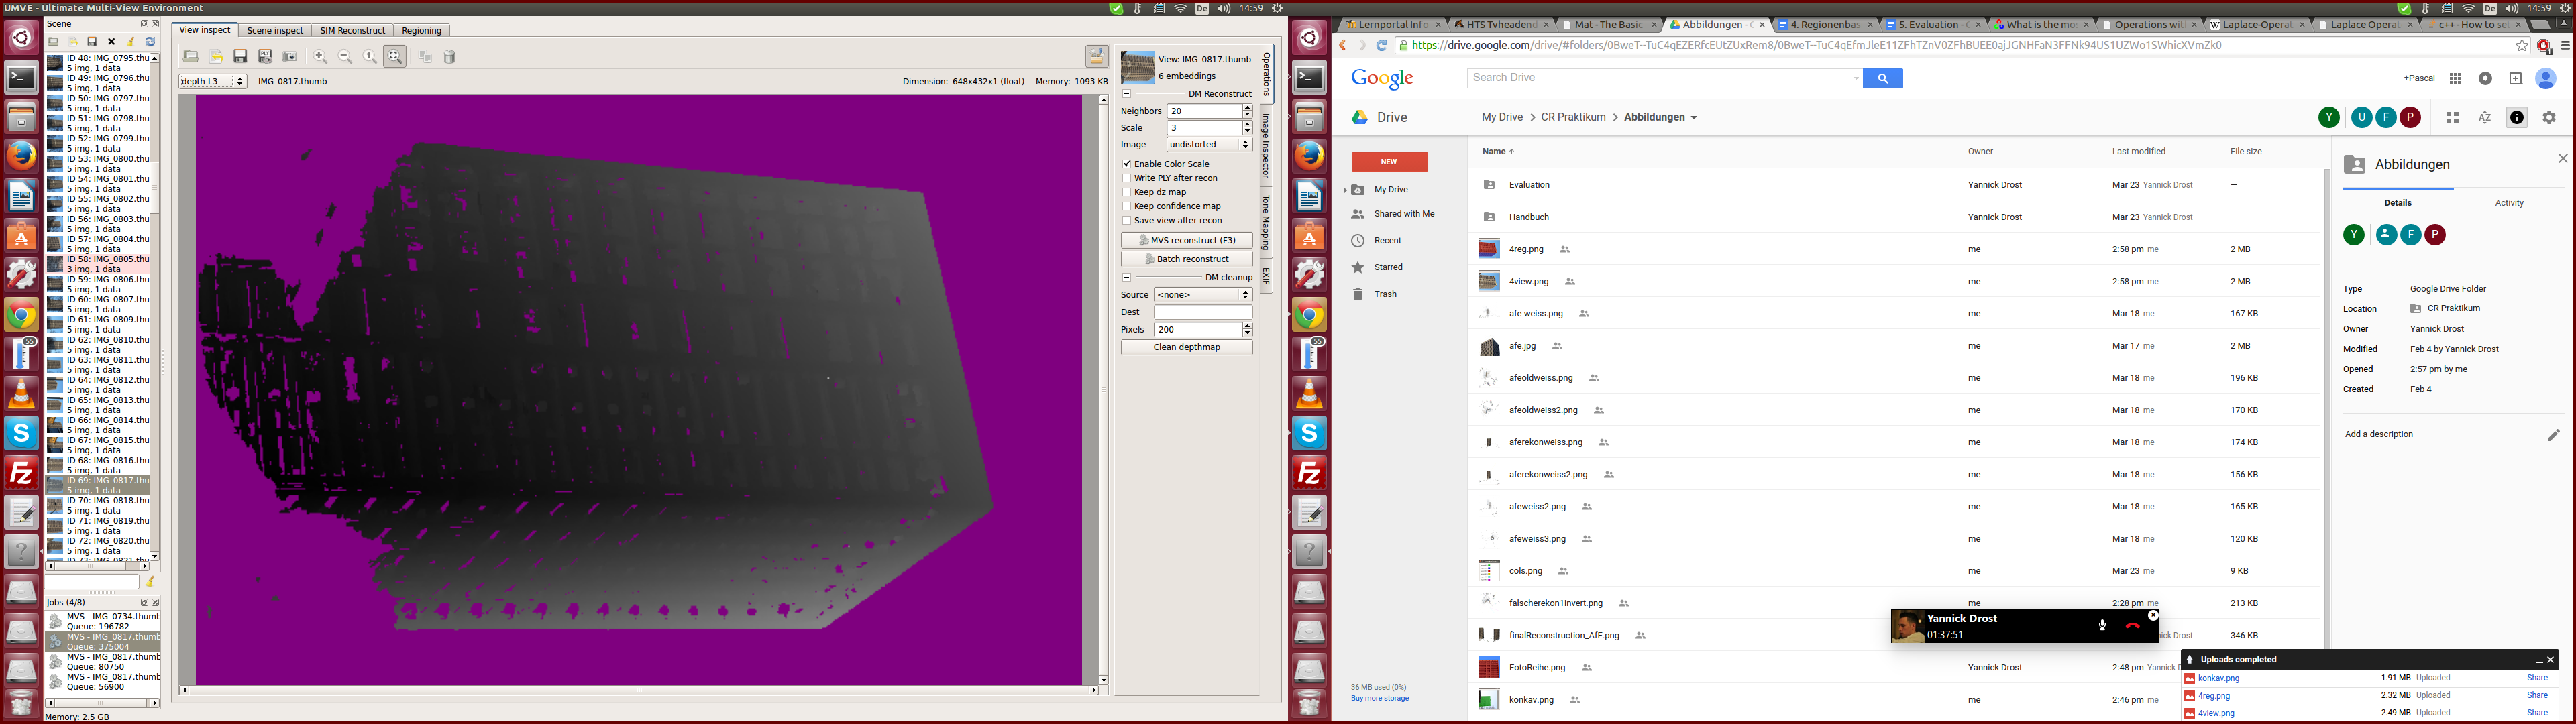 UMVE - Ultimate Multi-View Environment
De 14:59
Scene
ID 48: IMG_0795.thu
5 img, 1 data
ID 49: IMG_0796.thu
5 img, 1 data
ID 50: IMG_0797.thu
5 img, 1 data
ID 51: IMG_0798.thu
5 img, 1 data
ID 52: IMG_0799.thu
5 img, 1 data
ID 53: IMG_0800.thu
5 img, 1 data
ID 54: IMG_0801.thu
5 img, 1 data
ID 55: IMG_0802.thu
5 img, 1 data
ID 56: IMG_0803.thu
5 img, 1 data
ID 57: IMG_0804.thu
5 img, 1 data
ID 58: IMG_0805.thu
3 img, 1 data
ID 59: IMG_0806.thu
5 img, 1 data
ID 60: IMG_0807.thu
5 img, 1 data
ID 61: IMG_0809.thu
5 img, 1 data
ID 62: IMG_0810.thu
5 img, 1 data
ID 63: IMG_0811.thu
5 img, 1 data
ID 64: IMG_0812.thu
5 img, 1 data
ID 65: IMG_0813.thu
5 img, 1 data
ID 66: IMG_0814.thu
5 img, 1 data
ID 67: IMG_0815.thu
5 img, 1 data
ID 68: IMG_0816.thu
5 img, 1 data
ID 69: IMG_0817.thu
5 img, 1 data
ID 70: IMG_0818.thu
5 img, 1 data
ID 71: IMG_0819.thu
5 img, 1 data
ID 72: IMG_0820.thu
5 img, 1 data
ID 73: IMG_0821.thu
Jobs (4/8)
MVS - IMG_0734.thumb
Queue: 196782
MVS - IMG_0817.thumb
Queue: 375004
MVS - IMG_0817.thumb
Queue: 80750
MVS - IMG_0817.thumb
Queue: 56900
Memory: 2.5 GB
View inspect Scene inspect SfM Reconstruct Regioning
depth-L3 IMG_0817.thumb Dimension: 648x432x1 (float) Memory: 1093 KB
View: IMG_0817.thumb
6 embeddings
DM Reconstruct
Neighbors 20
Scale 3
Image undistorted
Enable Color Scale
Write PLY after recon
Keep dz map
Keep confidence map
Save view after recon
MVS reconstruct (F3)
Batch reconstruct
DM cleanup
Source <none>
Dest
Pixels 200
Clean depthmap
Operations
Image Inspector
Tone Mapping
EXIF
De 14:59
Lernportal Info HTS Tvheadend Mat - The Basic Abbildungen - 4. Regionenbas 5. Evaluation - What is the mos Operations wit Laplace-Operat Laplace Operat c++ - How to se
https://drive.google.com/drive/#folders/0BweT--TuC4qEZERfcEUtZUxRem8/0BweT--TuC4qEfmJleE11ZFhTZnV0ZFhBUEE0ajJGNHFaN3FFNk94US1UZWo1SWhicXVmZk0
Google Search Drive +Pascal
Drive My Drive > CR Praktikum > Abbildungen Y U F P AZ
NEW
My Drive
Shared with Me
Recent
Starred
Trash
36 MB used (0%)
Buy more storage
Name Owner Last modified File size
Evaluation Yannick Drost Mar 23 Yannick Drost —
Handbuch Yannick Drost Mar 23 Yannick Drost —
4reg.png me 2:58 pm me 2 MB
4view.png me 2:58 pm me 2 MB
afe weiss.png me Mar 18 me 167 KB
afe.jpg me Mar 17 me 2 MB
afeoldweiss.png me Mar 18 me 196 KB
afeoldweiss2.png me Mar 18 me 170 KB
aferekonweiss.png me Mar 18 me 174 KB
aferekonweiss2.png me Mar 18 me 156 KB
afeweiss2.png me Mar 18 me 165 KB
afeweiss3.png me Mar 18 me 120 KB
cols.png me Mar 23 me 9 KB
falscherekon1invert.png me 2:28 pm me 213 KB
finalReconstruction_AfE.png Drost 346 KB
FotoReihe.png Yannick Drost 2:48 pm
konkav.png me 2:46 pm me
Yannick Drost
01:37:51
Abbildungen
Details Activity
Y F P
Type Google Drive Folder
Location CR Praktikum
Owner Yannick Drost
Modified Feb 4 by Yannick Drost
Opened 2:57 pm by me
Created Feb 4
Add a description
Uploads completed
konkav.png 1.91 MB Uploaded Share
4reg.png 2.32 MB Uploaded Share
4view.png 2.49 MB Uploaded Share